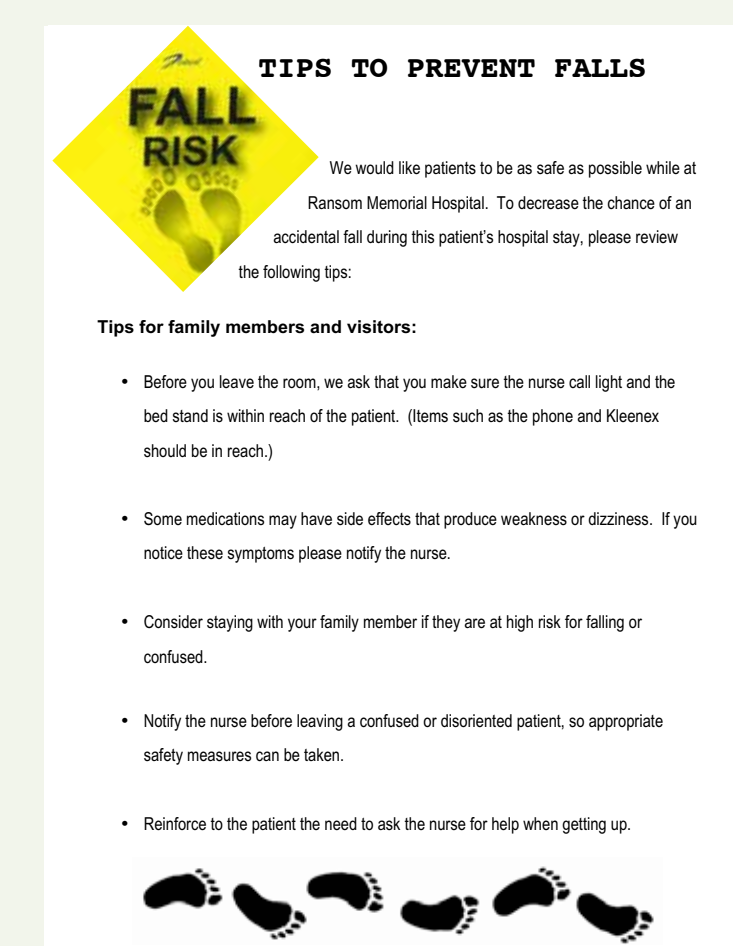 TIPS TO PREVENT FALLS
FALL
RISK
We would like patients to be as safe as possible while at
Ransom Memorial Hospital.  To decrease the chance of an
accidental fall during this patient's hospital stay, please review
the following tips:
Tips for family members and visitors:
• Before you leave the room, we ask that you make sure the nurse call light and the
bed stand is within reach of the patient.  (Items such as the phone and Kleenex
should be in reach.)
• Some medications may have side effects that produce weakness or dizziness.  If you
notice these symptoms please notify the nurse.
• Consider staying with your family member if they are at high risk for falling or
confused.
• Notify the nurse before leaving a confused or disoriented patient, so appropriate
safety measures can be taken.
• Reinforce to the patient the need to ask the nurse for help when getting up.